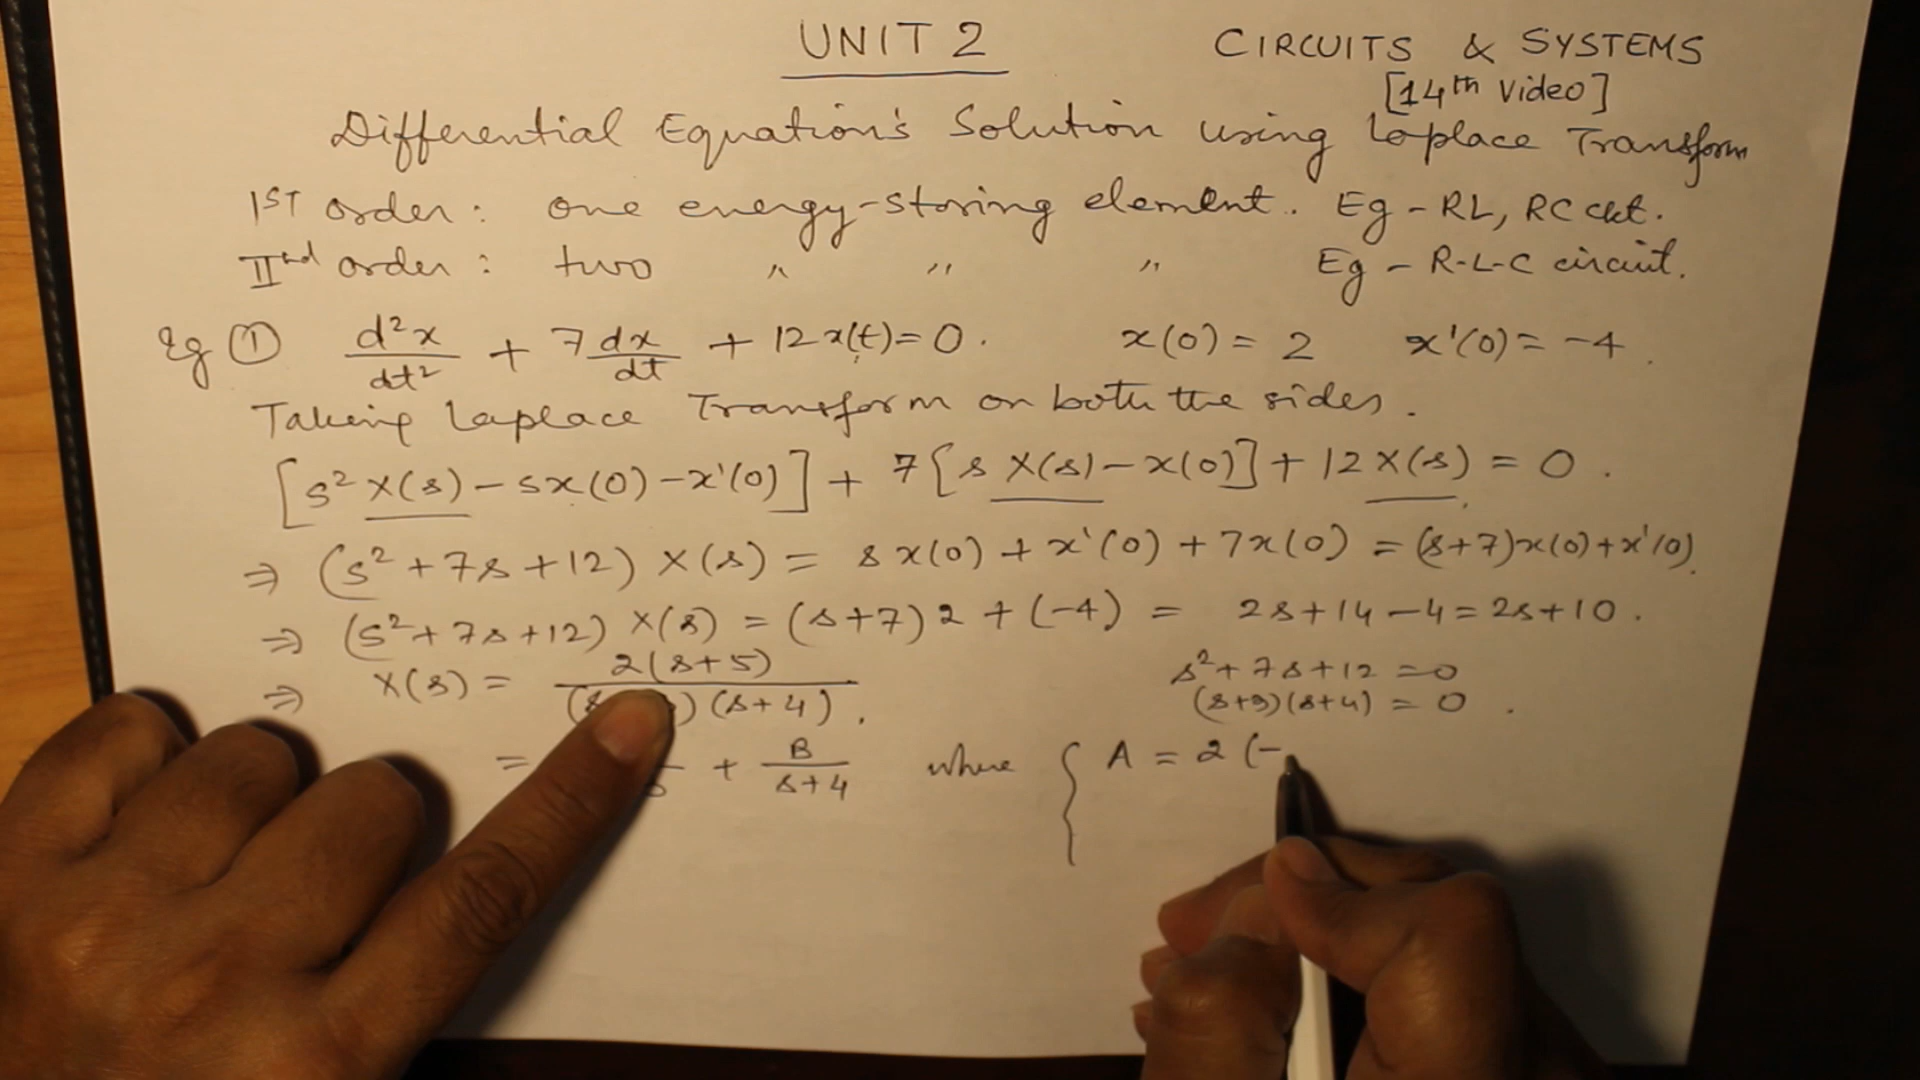 UNIT 2
CIRCUITS & SYSTEMS
[14th Video]
Differential Equation's Solution using Laplace Transform
1ST order : one energy-storing element. Eg - RL, RC ckt.
IInd order : two " " " Eg - R-L-C circuit.
Eg ① d²x/dt² + 7 dx/dt + 12 x(t) = 0. x(0) = 2 x'(0) = -4.
Taking Laplace Transform on both the sides.
[s² X(s) - sx(0) - x'(0)] + 7[s X(s) - x(0)] + 12 X(s) = 0.
⇒ (s² + 7s + 12) X(s) = s x(0) + x'(0) + 7x(0) = (s+7)x(0) + x'(0).
⇒ (s² + 7s + 12) X(s) = (s+7) 2 + (-4) = 2s + 14 - 4 = 2s + 10.
⇒ X(s) = 2(s+5) / (s )(s+4).
s² + 7s + 12 = 0
(s+3)(s+4) = 0.
= + B/s+4 where { A = 2 (-